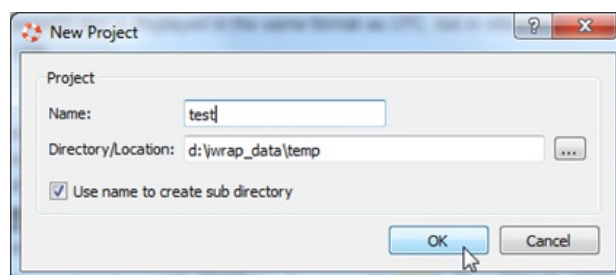 New Project
Project
Name: test
Directory/Location: d:\iwrap_data\temp ...
Use name to create sub directory
OK Cancel